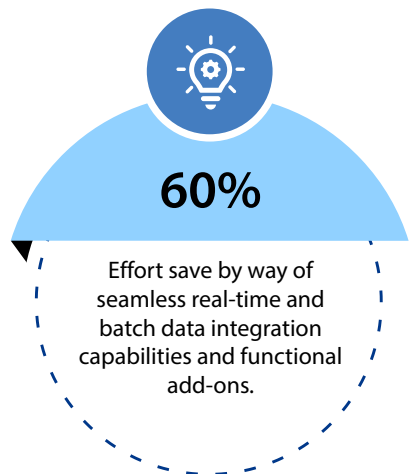 60%
Effort save by way of
seamless real-time and
batch data integration
capabilities and functional
add-ons.